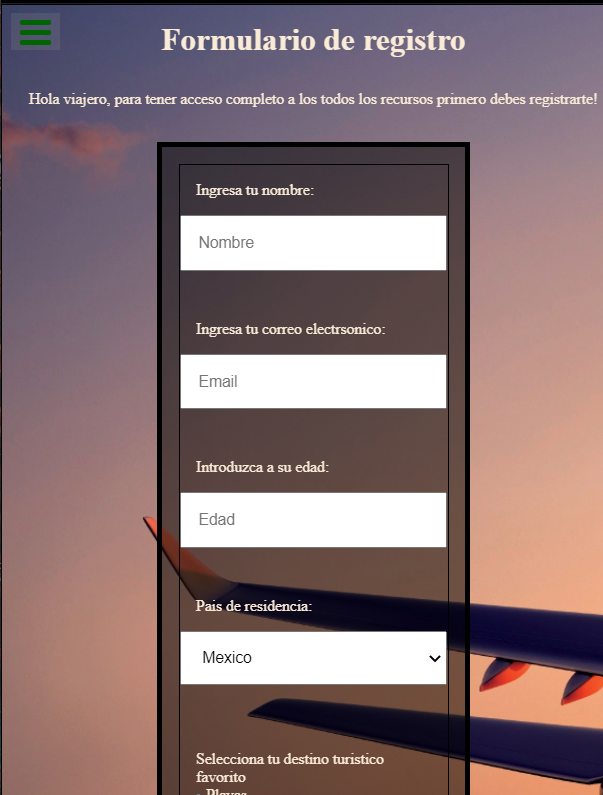 Formulario de registro
Hola viajero, para tener acceso completo a los todos los recursos primero debes registrarte!
Ingresa tu nombre:
Nombre
Ingresa tu correo electrsonico:
Email
Introduzca a su edad:
Edad
Pais de residencia:
Mexico
Selecciona tu destino turistico
favorito
- Playas